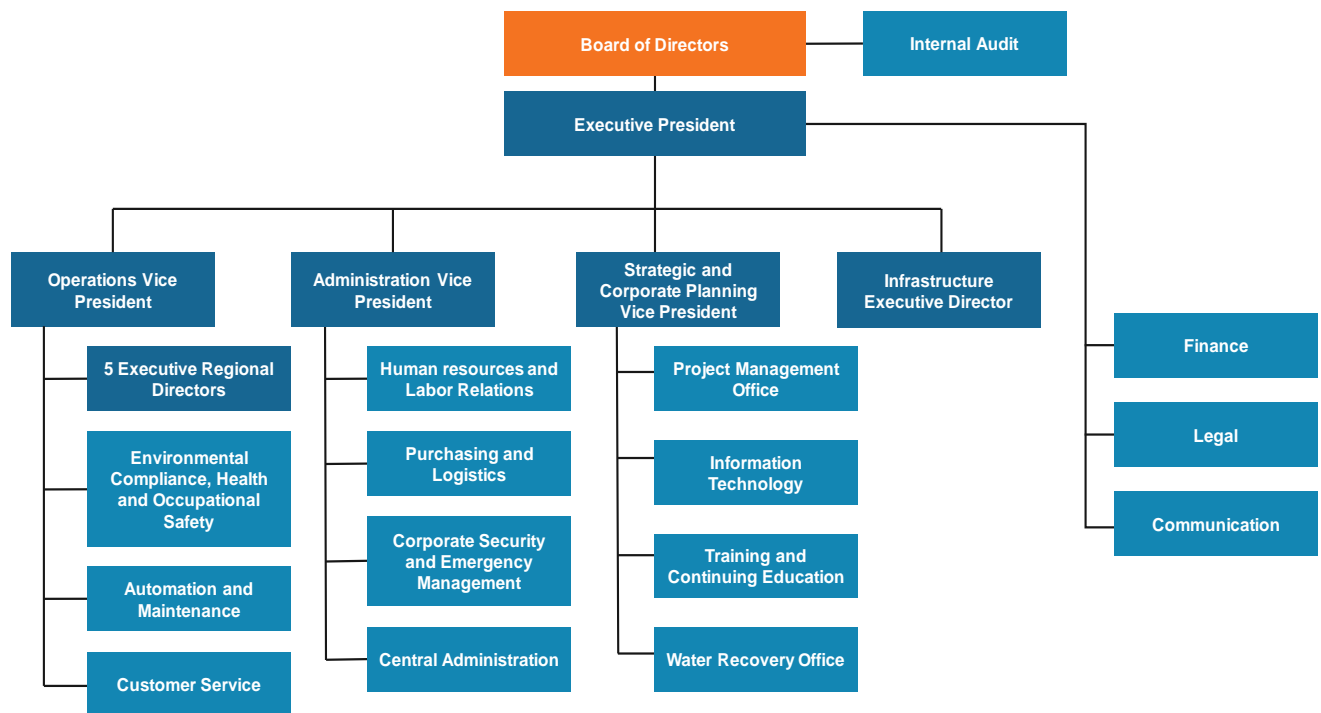 Board of Directors
Internal Audit
Executive President
Operations Vice
President
Administration Vice
President
Strategic and
Corporate Planning
Vice President
Infrastructure
Executive Director
5 Executive Regional
Directors
Environmental
Compliance, Health
and Occupational
Safety
Automation and
Maintenance
Customer Service
Human resources and
Labor Relations
Purchasing and
Logistics
Corporate Security
and Emergency
Management
Central Administration
Project Management
Office
Information
Technology
Training and
Continuing Education
Water Recovery Office
Finance
Legal
Communication